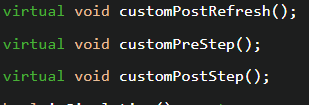 virtual void customPostRefresh();
virtual void customPreStep();
virtual void customPostStep();